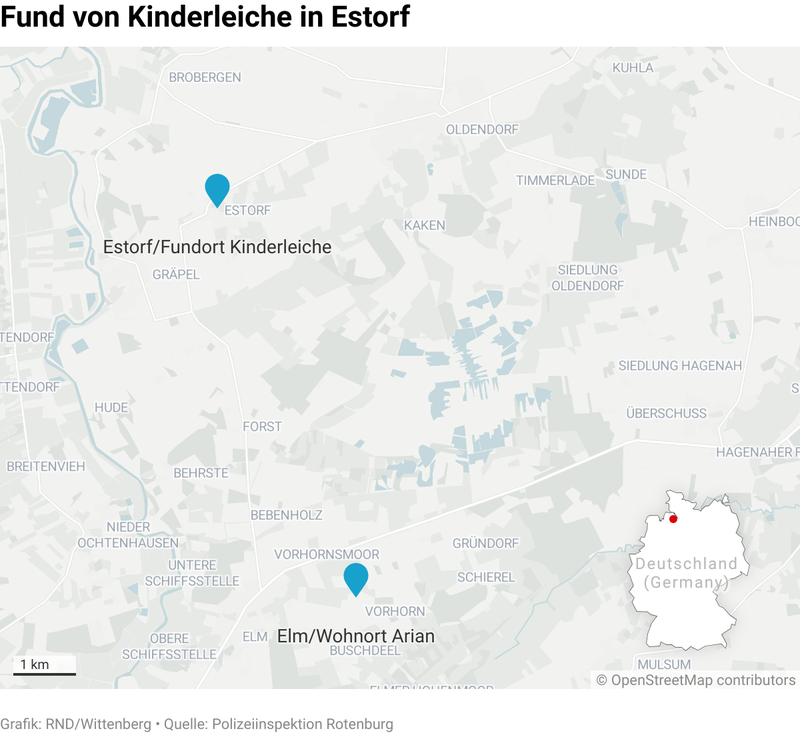 Fund von Kinderleiche in Estorf
KUHLA
BROBERGEN
OLDENDORF
TIMMERLADE
SUNDE
ESTORF
HEINBOC
KAKEN
Estorf/Fundort Kinderleiche
GRÄPEL
SIEDLUNG
OLDENDORF
TENDORF
SIEDLUNG HAGENAH
TTENDORF
S
HUDE
ÜBERSCHUSS
FORST
HAGENAHER F
BREITENVIEH
BEHRSTE
BEBENHOLZ
NIEDER
OCHTENHAUSEN
GRÜNDORF
VORHORNSMOOR
Deutschland
(Germany)
UNTERE
SCHIFFSSTELLE
SCHIEREL
VORHORN
ELM
Elm/Wohnort Arian
OBERE
SCHIFFSSTELLE
BUSCHDEEL
1 km
MULSUM
© OpenStreetMap contributors
ELMER HOHENMOOR
Grafik: RND/Wittenberg • Quelle: Polizeiinspektion Rotenburg